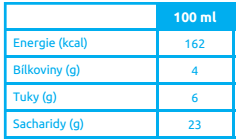 100 ml
Energie (kcal) 162
Bílkoviny (g) 4
Tuky (g) 6
Sacharidy (g) 23